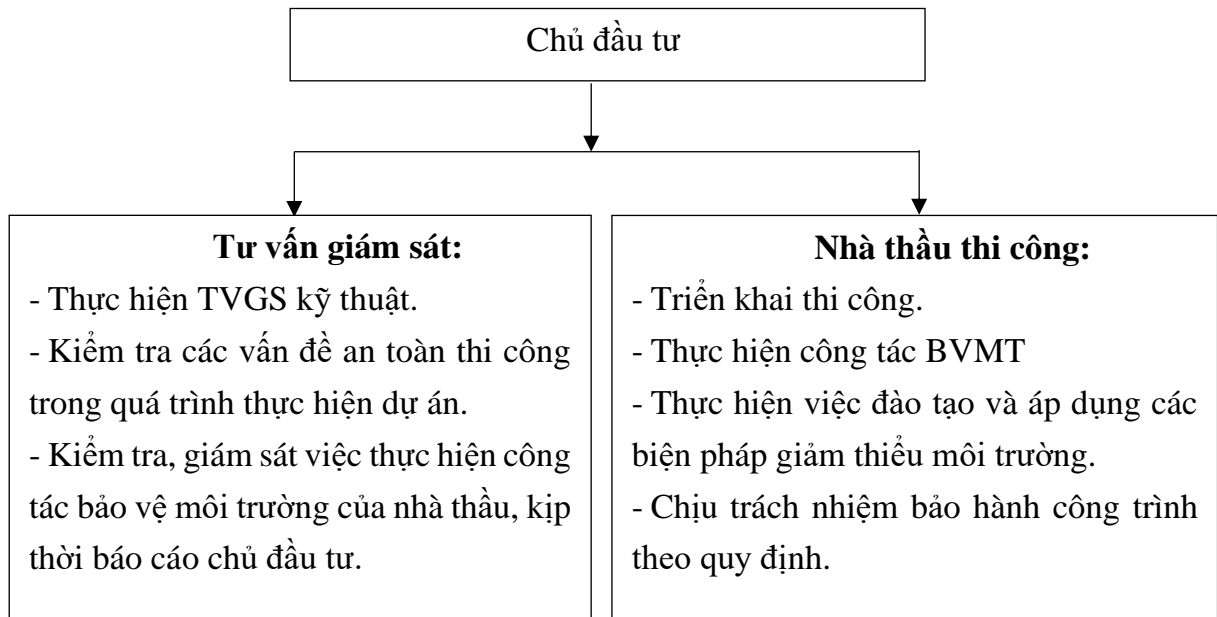 Chủ đầu tư
Tư vấn giám sát:
- Thực hiện TVGS kỹ thuật.
- Kiểm tra các vấn đề an toàn thi công
trong quá trình thực hiện dự án.
- Kiểm tra, giám sát việc thực hiện công
tác bảo vệ môi trường của nhà thầu, kịp
thời báo cáo chủ đầu tư.
Nhà thầu thi công:
- Triển khai thi công.
- Thực hiện công tác BVMT
- Thực hiện việc đào tạo và áp dụng các
biện pháp giảm thiểu môi trường.
- Chịu trách nhiệm bảo hành công trình
theo quy định.